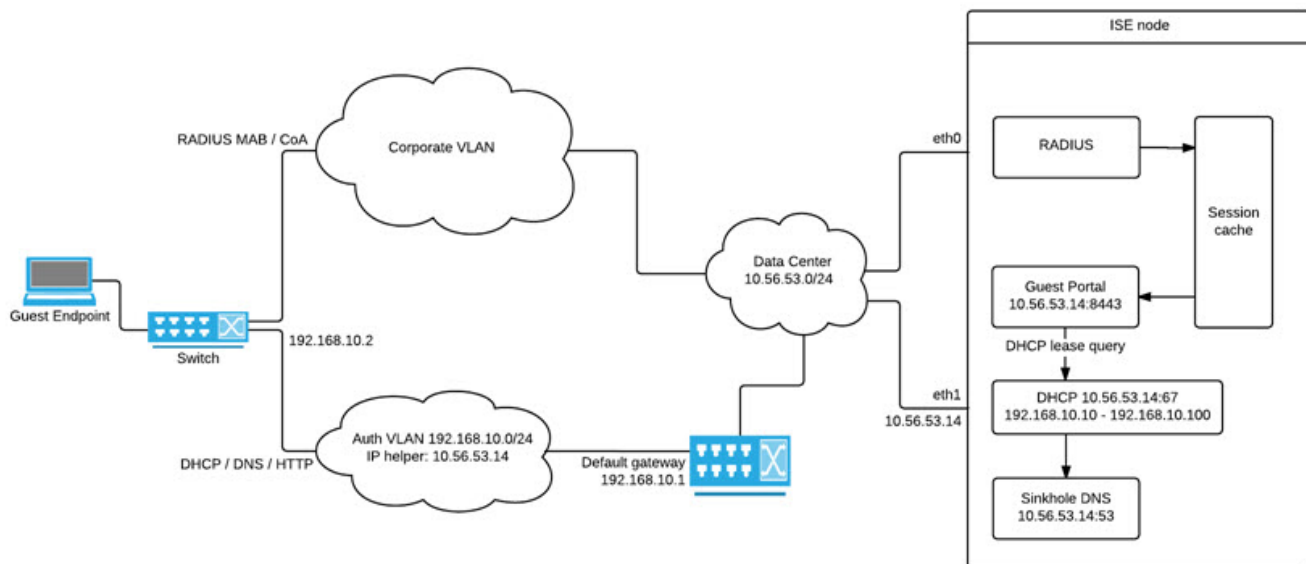 ISE node
RADIUS MAB / CoA
Corporate VLAN
eth0
RADIUS
Session
cache
Data Center
10.56.53.0/24
Guest Portal
10.56.53.14:8443
Guest Endpoint
192.168.10.2
Switch
DHCP lease query
eth1
10.56.53.14
DHCP 10.56.53.14:67
192.168.10.10 - 192.168.10.100
Auth VLAN 192.168.10.0/24
IP helper: 10.56.53.14
DHCP / DNS / HTTP
Default gateway
192.168.10.1
Sinkhole DNS
10.56.53.14:53